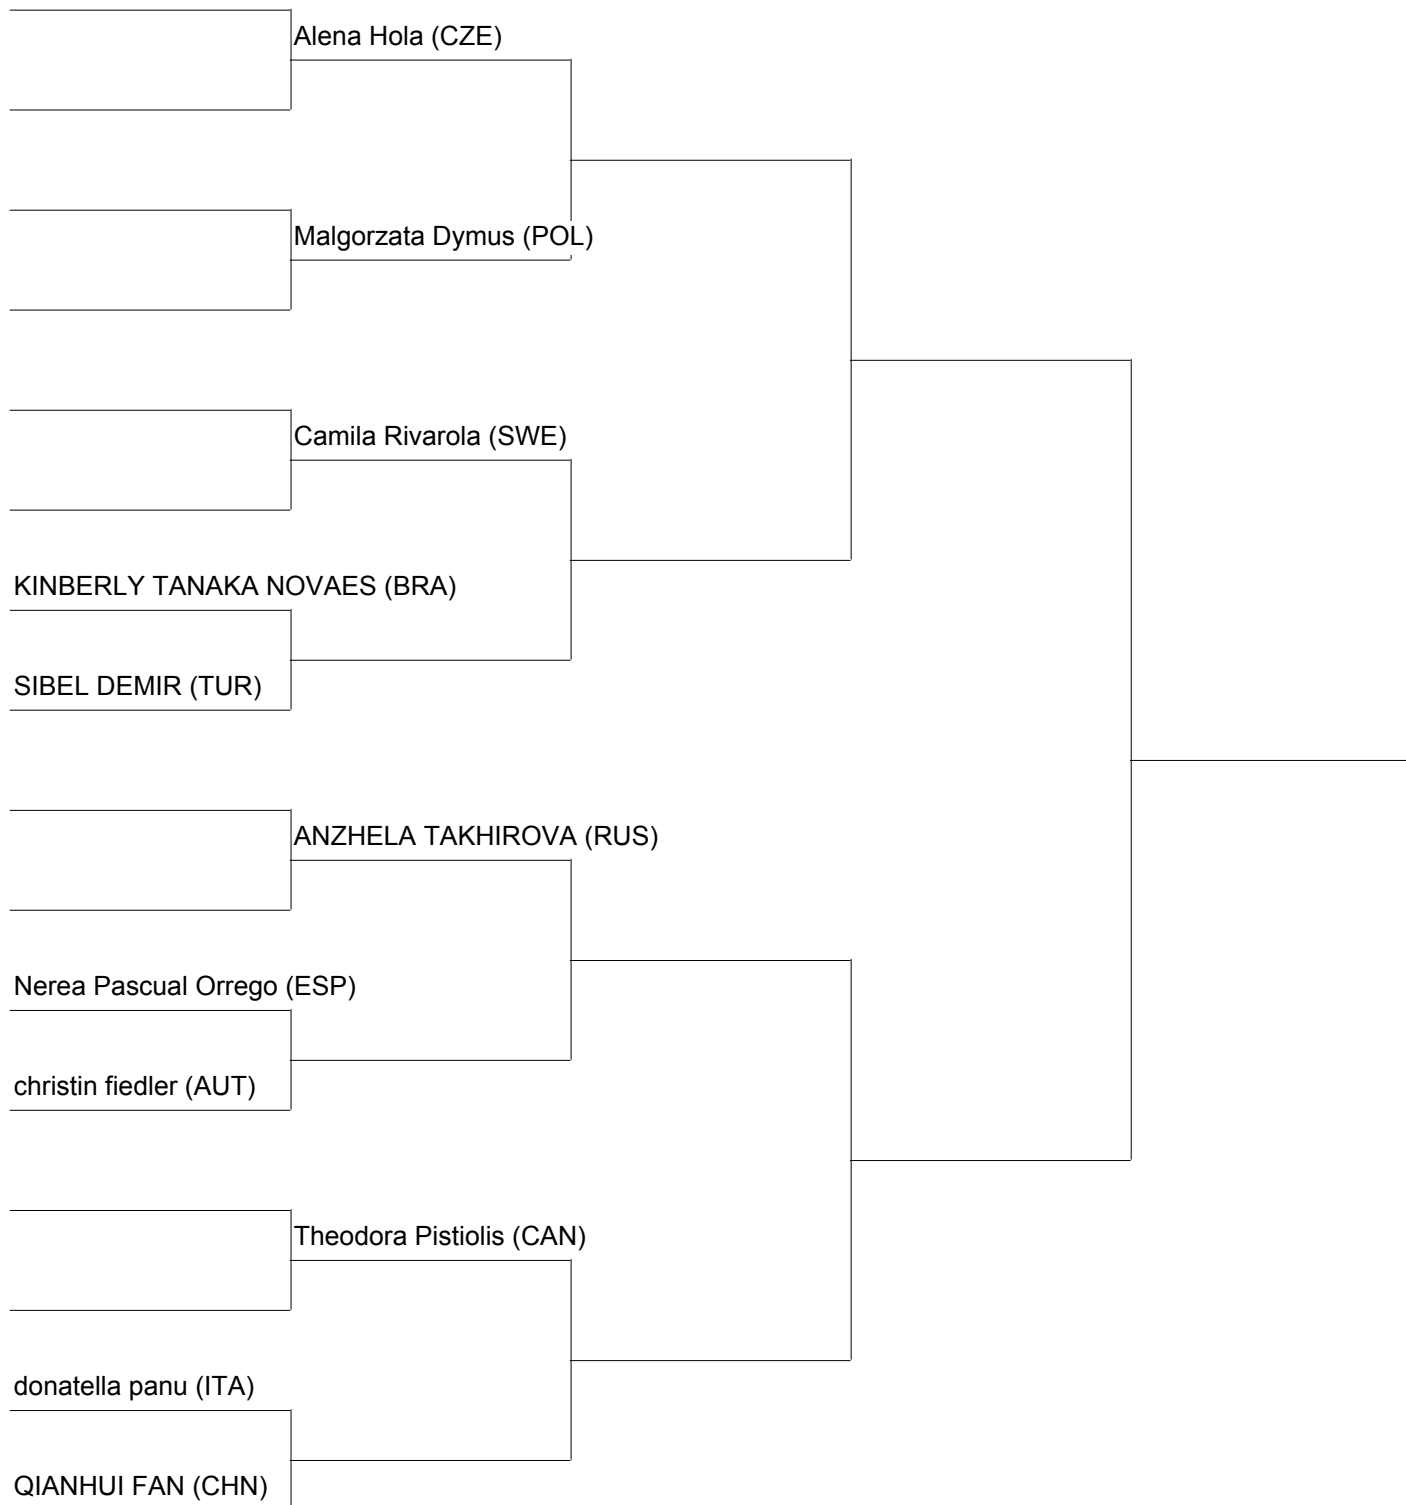 Alena Hola (CZE)
Malgorzata Dymus (POL)
Camila Rivarola (SWE)
KINBERLY TANAKA NOVAES (BRA)
SIBEL DEMIR (TUR)
ANZHELA TAKHIROVA (RUS)
Nerea Pascual Orrego (ESP)
christin fiedler (AUT)
Theodora Pistiolis (CAN)
donatella panu (ITA)
QIANHUI FAN (CHN)